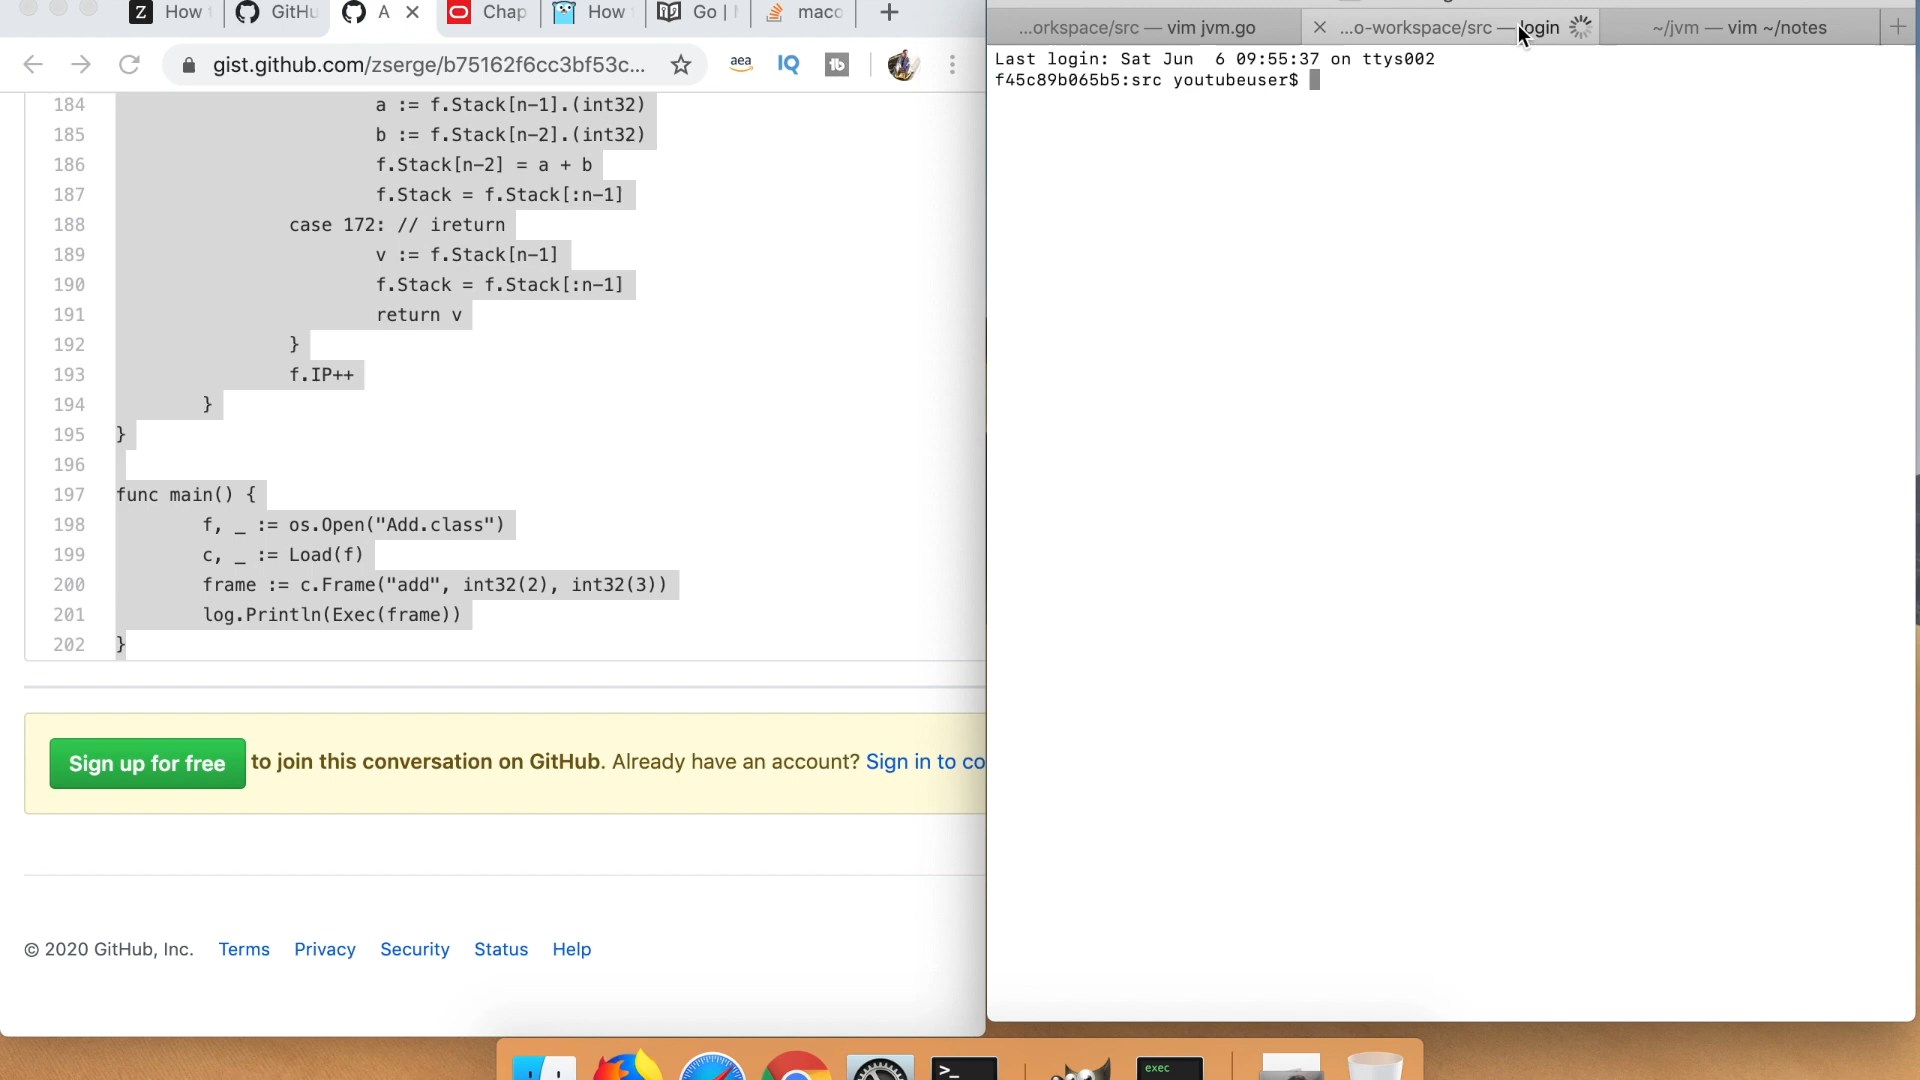 How
GitHu
A
Chap
How
Go |
maco
gist.github.com/zserge/b75162f6cc3bf53c...
aea
IQ
tb
184 a := f.Stack[n-1].(int32)
185 b := f.Stack[n-2].(int32)
186 f.Stack[n-2] = a + b
187 f.Stack = f.Stack[:n-1]
188 case 172: // ireturn
189 v := f.Stack[n-1]
190 f.Stack = f.Stack[:n-1]
191 return v
192 }
193 f.IP++
194 }
195 }
196
197 func main() {
198 f, _ := os.Open("Add.class")
199 c, _ := Load(f)
200 frame := c.Frame("add", int32(2), int32(3))
201 log.Println(Exec(frame))
202 }
Sign up for free to join this conversation on GitHub. Already have an account? Sign in to co
© 2020 GitHub, Inc. Terms Privacy Security Status Help
...orkspace/src — vim jvm.go
...o-workspace/src — login
~/jvm — vim ~/notes
Last login: Sat Jun  6 09:55:37 on ttys002
f45c89b065b5:src youtubeuser$
exec